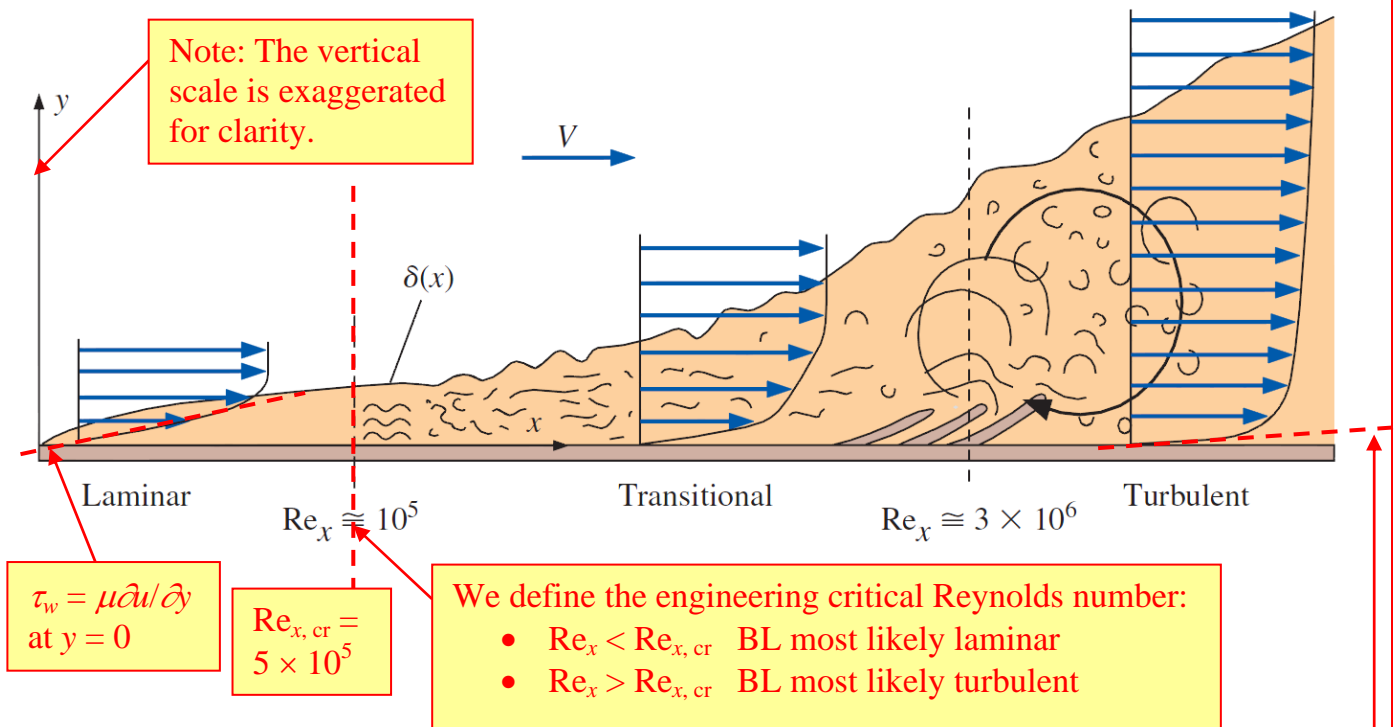 Note: The vertical
scale is exaggerated
for clarity.
y
V
δ(x)
x
Laminar
Transitional
Turbulent
Re_x ≅ 10^5
Re_x ≅ 3 × 10^6
τ_w = μ∂u/∂y
at y = 0
Re_x, cr =
5 × 10^5
We define the engineering critical Reynolds number:
• Re_x < Re_x, cr BL most likely laminar
• Re_x > Re_x, cr BL most likely turbulent